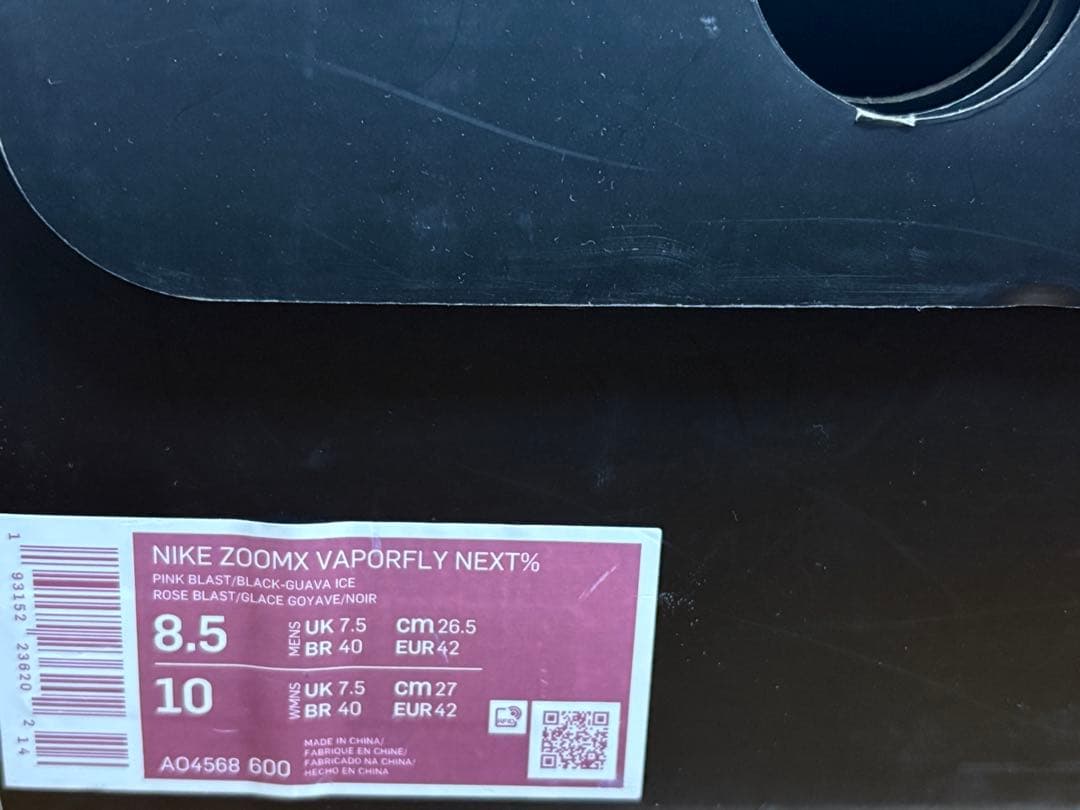 NIKE ZOOMX VAPORFLY NEXT%
PINK BLAST/BLACK-GUAVA ICE
ROSE BLAST/GLACE GOYAVE/NOIR
8.5 MENS UK 7.5 cm 26.5
BR 40 EUR 42
10 WMNS UK 7.5 cm 27
BR 40 EUR 42
RFID
MADE IN CHINA/
FABRIQUE EN CHINE/
FABRICADO NA CHINA/
HECHO EN CHINA
AO4568 600
1 93152 23620 2 14